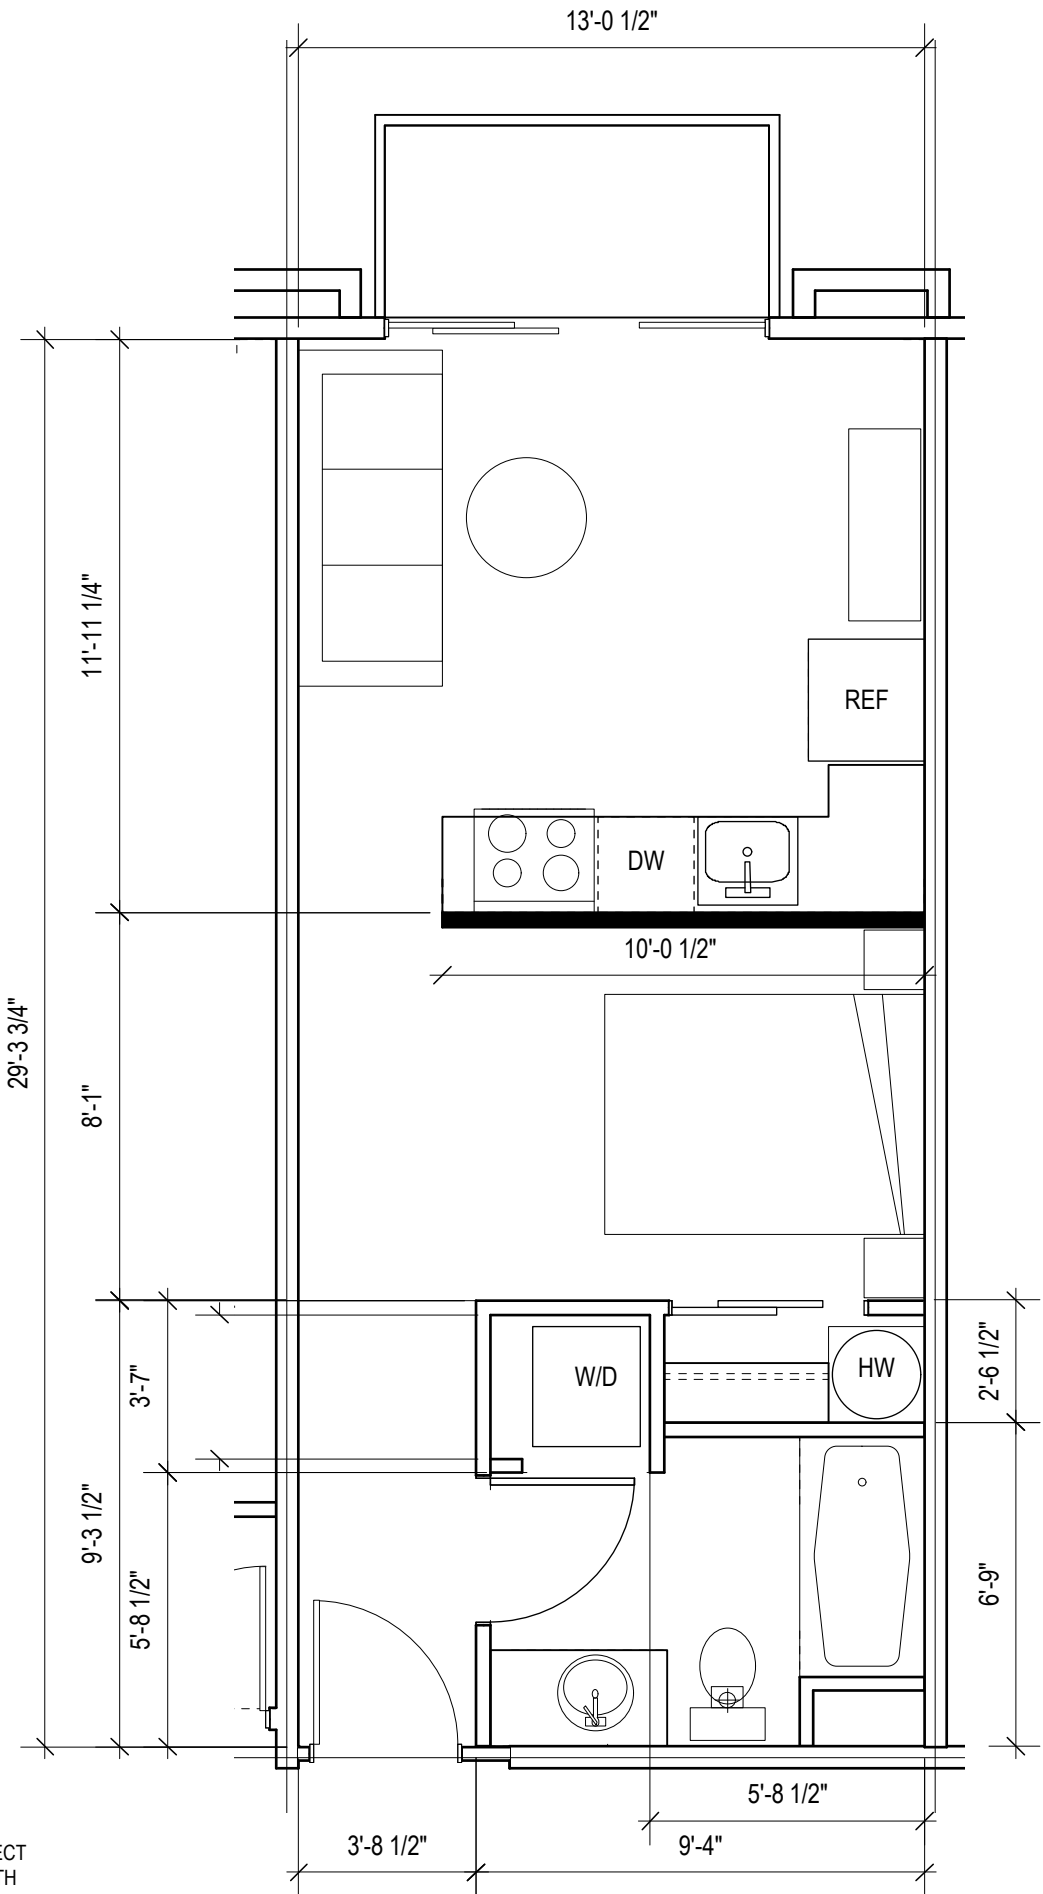 13'-0 1/2"
11'-11 1/4"
REF
DW
10'-0 1/2"
29'-3 3/4"
8'-1"
W/D
HW
2'-6 1/2"
3'-7"
9'-3 1/2"
5'-8 1/2"
6'-9"
5'-8 1/2"
3'-8 1/2"
9'-4"
ECT
TH